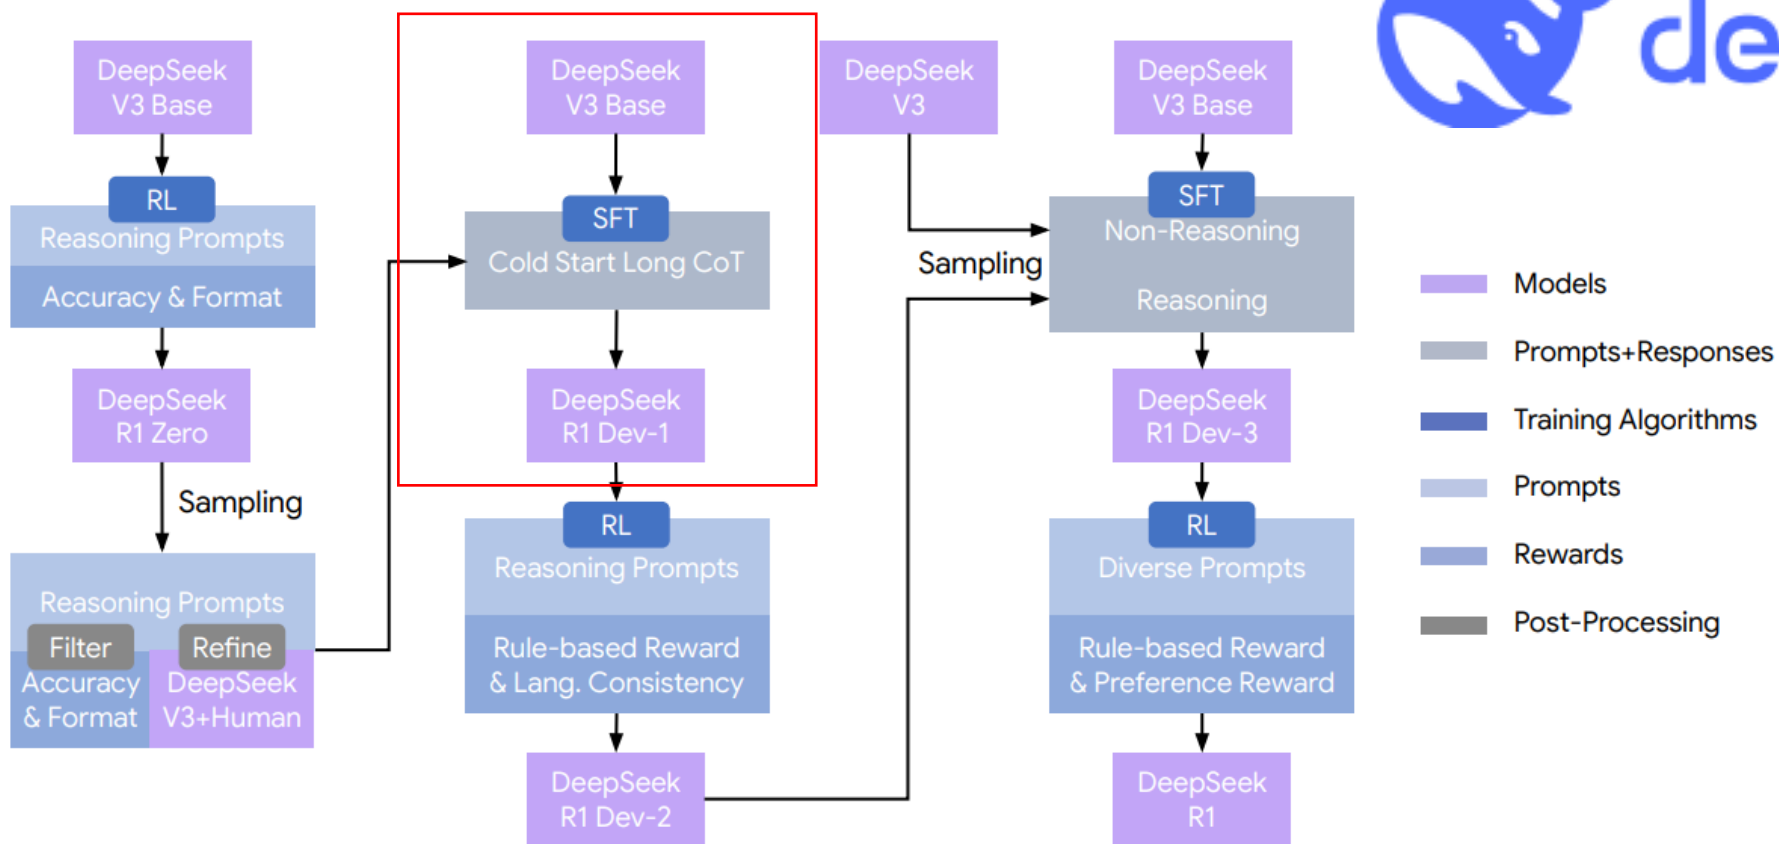 DeepSeek
V3 Base
RL
Reasoning Prompts
Accuracy & Format
DeepSeek
R1 Zero
Sampling
Reasoning Prompts
Filter
Refine
Accuracy
& Format
DeepSeek
V3+Human
DeepSeek
V3 Base
SFT
Cold Start Long CoT
DeepSeek
R1 Dev-1
RL
Reasoning Prompts
Rule-based Reward
& Lang. Consistency
DeepSeek
R1 Dev-2
DeepSeek
V3
Sampling
DeepSeek
V3 Base
SFT
Non-Reasoning
Reasoning
DeepSeek
R1 Dev-3
RL
Diverse Prompts
Rule-based Reward
& Preference Reward
DeepSeek
R1
de
Models
Prompts+Responses
Training Algorithms
Prompts
Rewards
Post-Processing